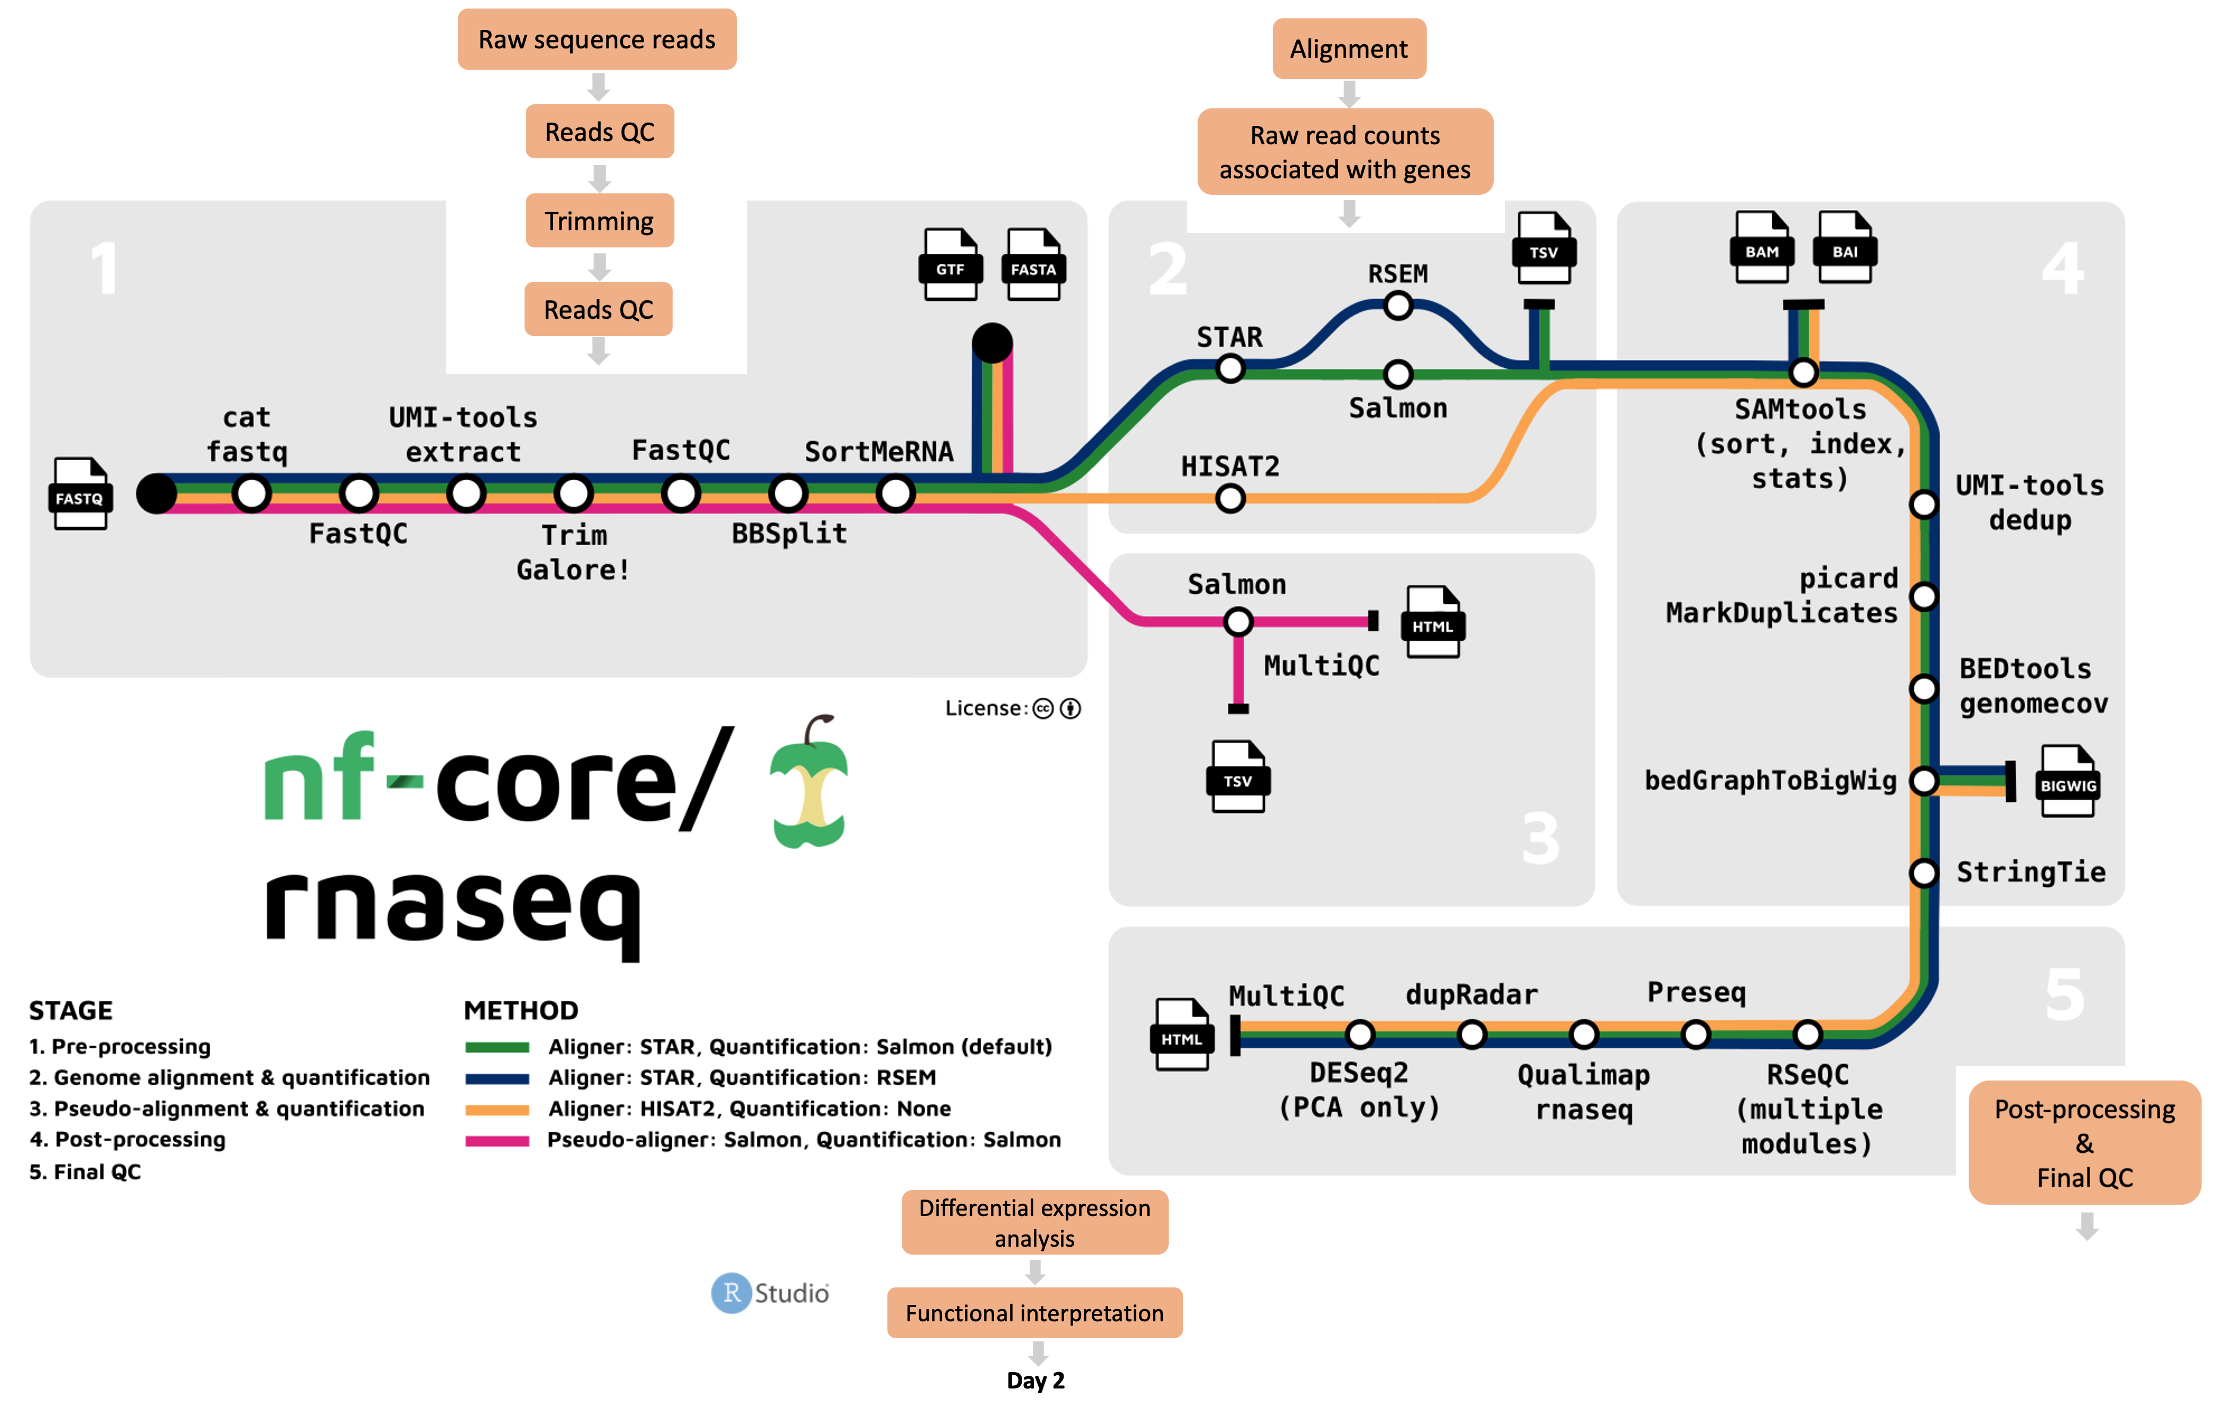 Raw sequence reads
Reads QC
Trimming
Reads QC
Alignment
Raw read counts
associated with genes
1
GTF
FASTA
cat
fastq
UMI-tools
extract
FastQC
SortMeRNA
FASTQ
FastQC
Trim
Galore!
BBSplit
2
TSV
RSEM
STAR
Salmon
HISAT2
Salmon
HTML
MultiQC
TSV
3
BAM
BAI
4
SAMtools
(sort, index,
stats)
UMI-tools
dedup
picard
MarkDuplicates
BEDtools
genomecov
bedGraphToBigWig
BIGWIG
StringTie
License:
nf-core/
rnaseq
5
HTML
MultiQC
dupRadar
Preseq
DESeq2
(PCA only)
Qualimap
rnaseq
RSeQC
(multiple
modules)
STAGE
1. Pre-processing
2. Genome alignment & quantification
3. Pseudo-alignment & quantification
4. Post-processing
5. Final QC
METHOD
Aligner: STAR, Quantification: Salmon (default)
Aligner: STAR, Quantification: RSEM
Aligner: HISAT2, Quantification: None
Pseudo-aligner: Salmon, Quantification: Salmon
Post-processing
&
Final QC
Differential expression
analysis
R Studio
Functional interpretation
Day 2